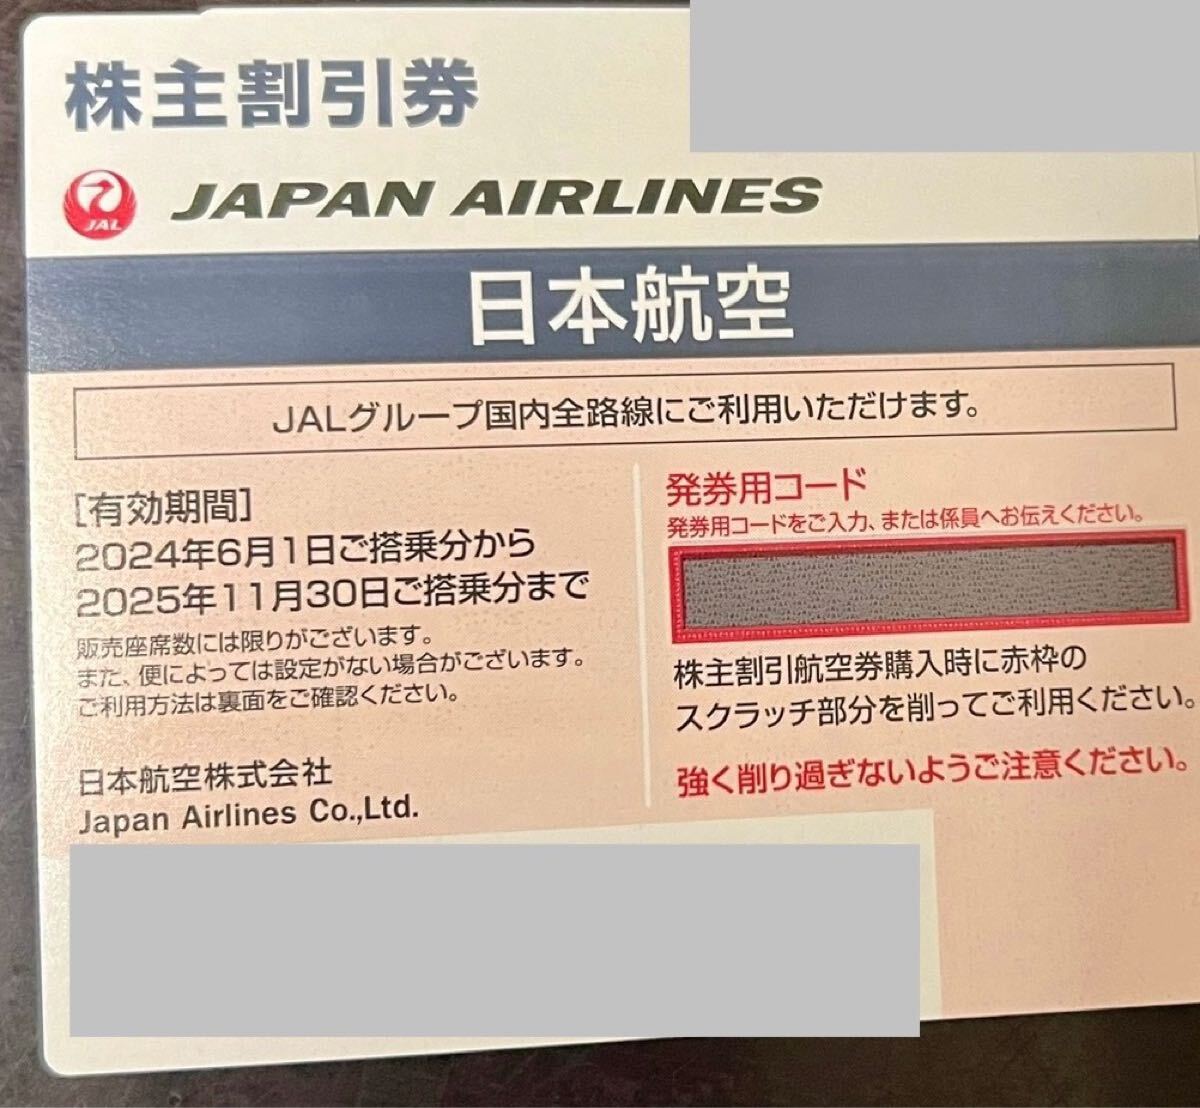 株主割引券
JAL
JAPAN AIRLINES
日本航空
JALグループ国内全路線にご利用いただけます。
[有効期間]
2024年6月1日ご搭乗分から
2025年11月30日ご搭乗分まで
販売座席数には限りがございます。
また、便によっては設定がない場合がございます。
ご利用方法は裏面をご確認ください。
日本航空株式会社
Japan Airlines Co.,Ltd.
発券用コード
発券用コードをご入力、または係員へお伝えください。
株主割引航空券購入時に赤枠の
スクラッチ部分を削ってご利用ください。
強く削り過ぎないようご注意ください。